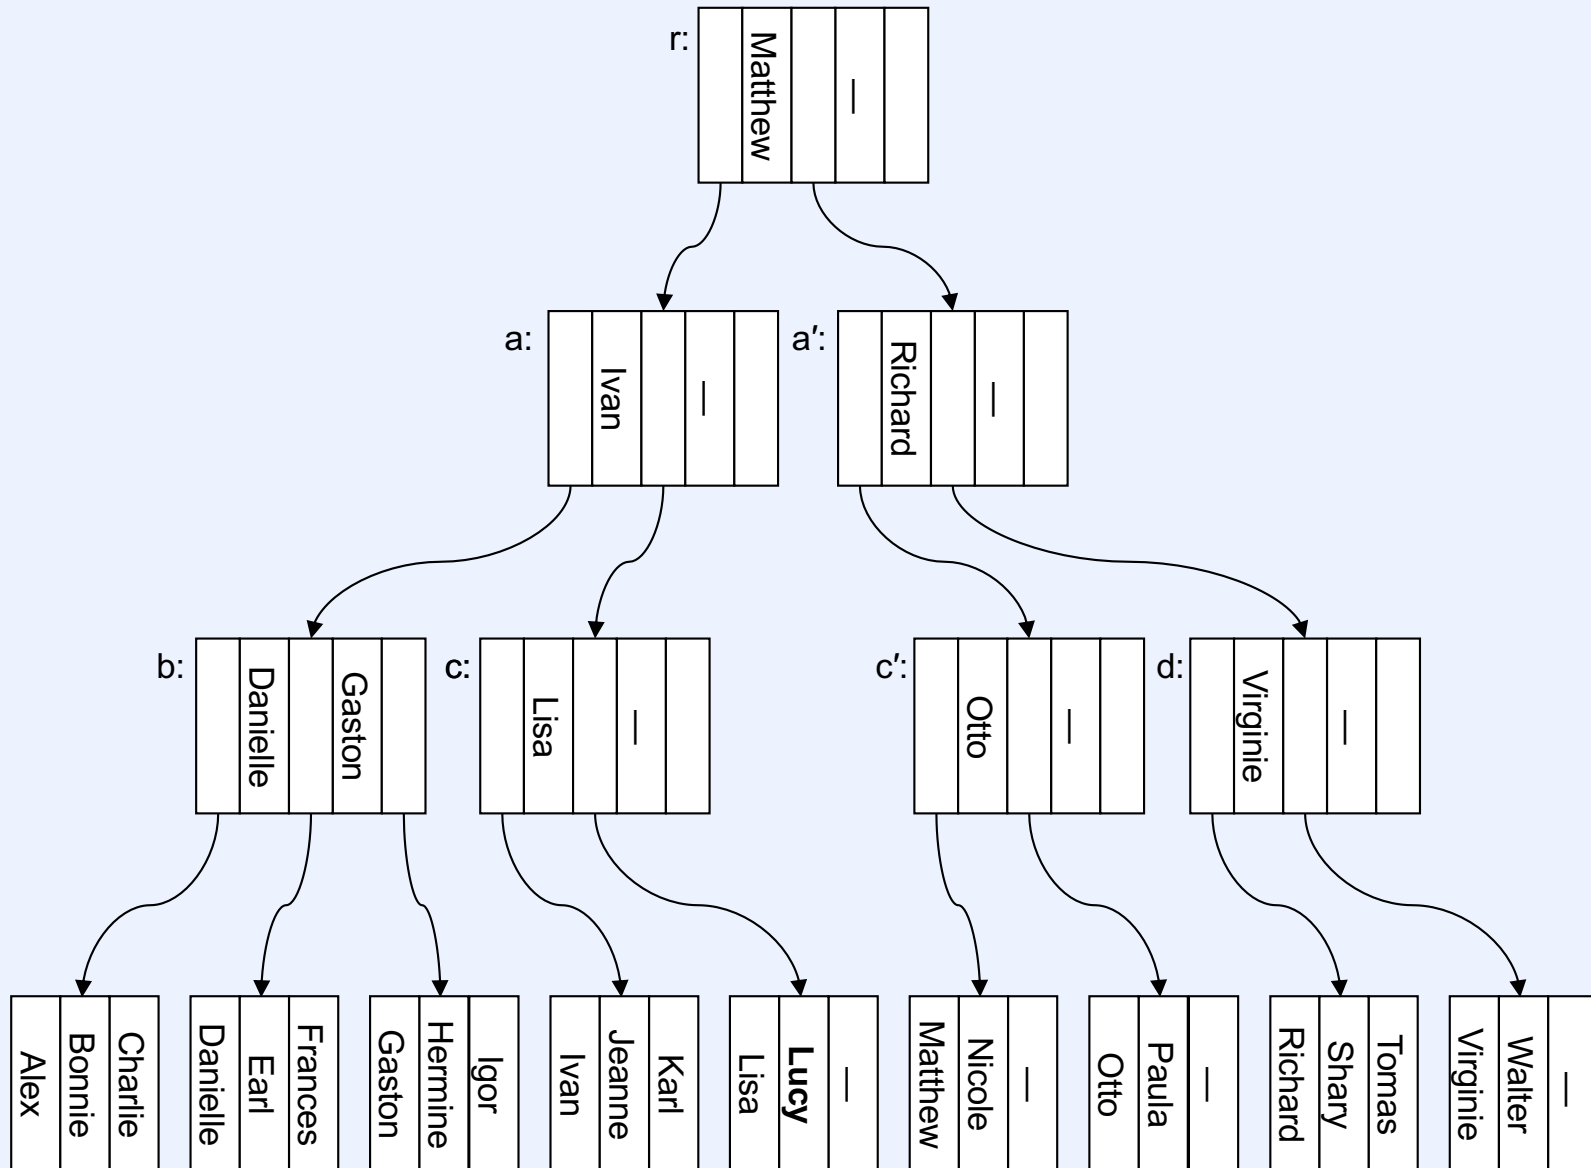 r:
Matthew
—
a:
Ivan
—
a′:
Richard
—
b:
Danielle
Gaston
c:
Lisa
—
c′:
Otto
—
d:
Virginie
—
Alex
Bonnie
Charlie
Danielle
Earl
Frances
Gaston
Hermine
Igor
Ivan
Jeanne
Karl
Lisa
Lucy
—
Matthew
Nicole
—
Otto
Paula
—
Richard
Shary
Tomas
Virginie
Walter
—